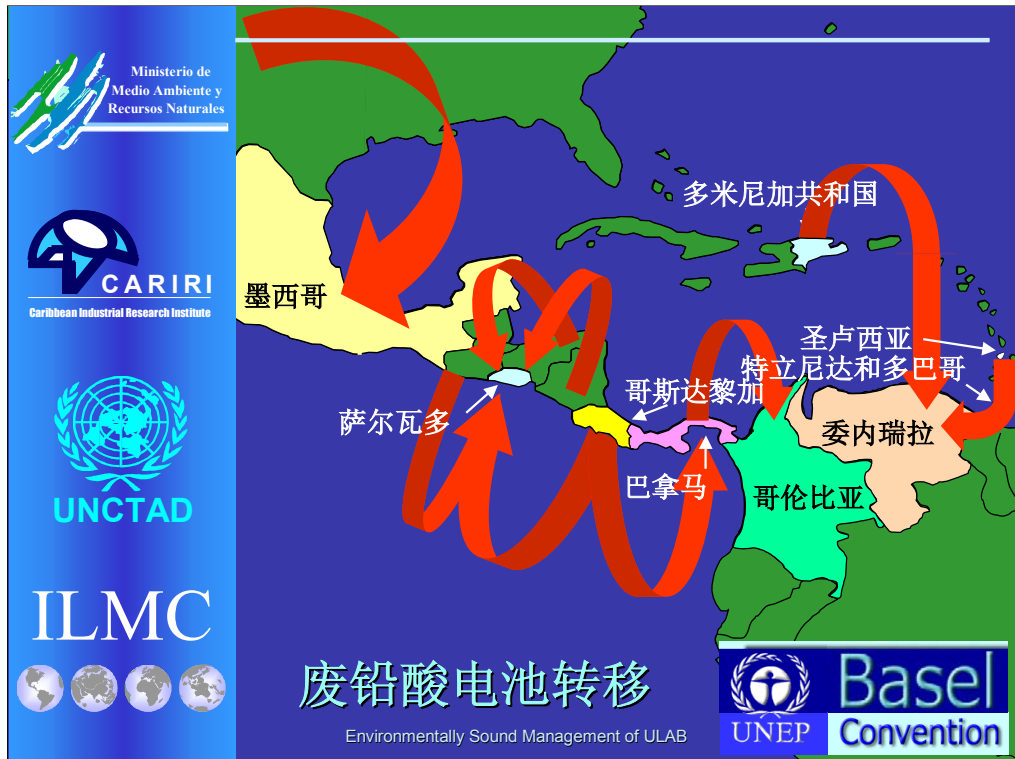 Ministerio de
Medio Ambiente y
Recursos Naturales
CARIRI
Caribbean Industrial Research Institute
UNCTAD
ILMC
多米尼加共和国
墨西哥
圣卢西亚
特立尼达和多巴哥
哥斯达黎加
萨尔瓦多
委内瑞拉
巴拿马
哥伦比亚
废铅酸电池转移
Environmentally Sound Management of ULAB
UNEP
Basel
Convention